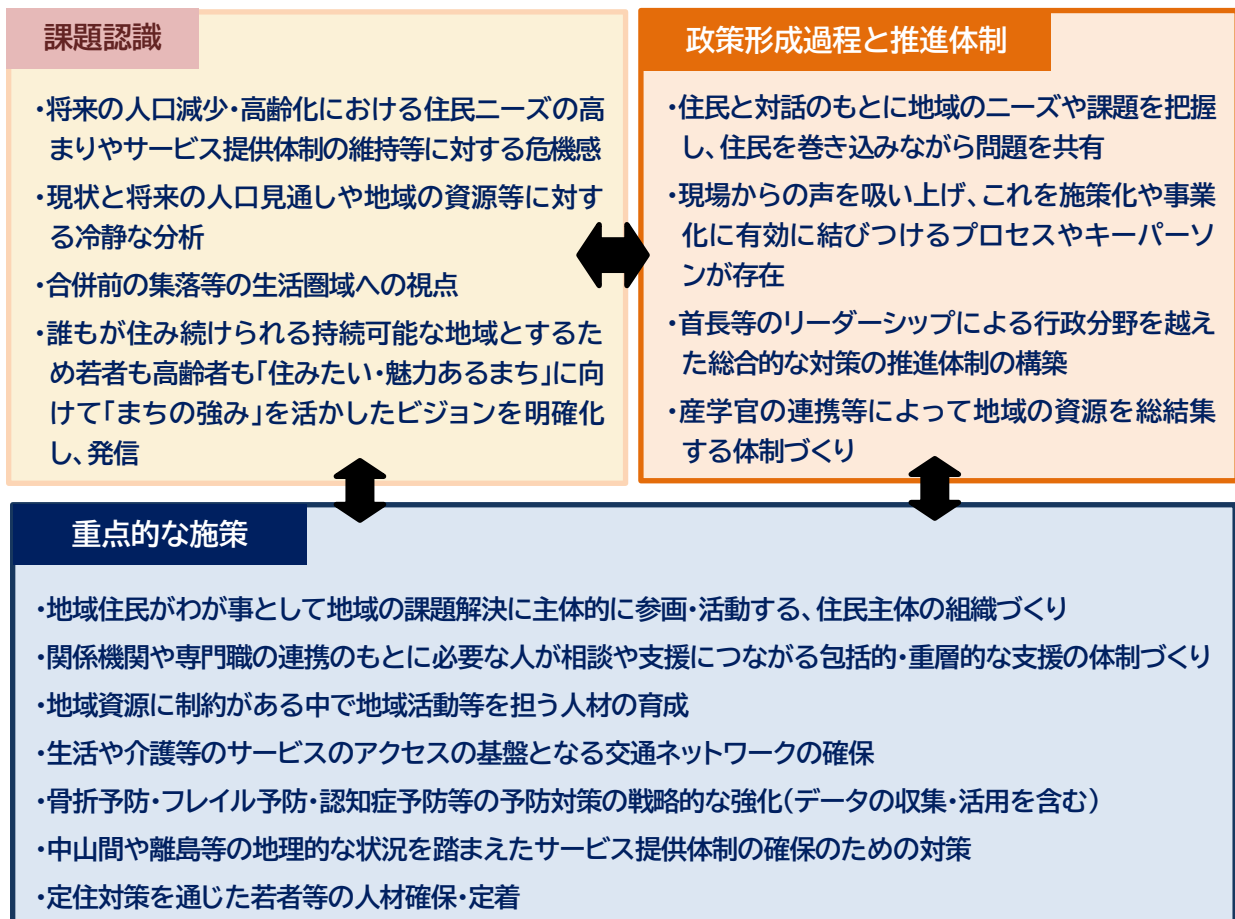 課題認識
・将来の人口減少・高齢化における住民ニーズの高
まりやサービス提供体制の維持等に対する危機感
・現状と将来の人口見通しや地域の資源等に対す
る冷静な分析
・合併前の集落等の生活圏域への視点
・誰もが住み続けられる持続可能な地域とするた
め若者も高齢者も「住みたい・魅力あるまち」に向
けて「まちの強み」を活かしたビジョンを明確化
し、発信
政策形成過程と推進体制
・住民と対話のもとに地域のニーズや課題を把握
し、住民を巻き込みながら問題を共有
・現場からの声を吸い上げ、これを施策化や事業
化に有効に結びつけるプロセスやキーパーソ
ンが存在
・首長等のリーダーシップによる行政分野を越え
た総合的な対策の推進体制の構築
・産学官の連携等によって地域の資源を総結集
する体制づくり
重点的な施策
・地域住民がわが事として地域の課題解決に主体的に参画・活動する、住民主体の組織づくり
・関係機関や専門職の連携のもとに必要な人が相談や支援につながる包括的・重層的な支援の体制づくり
・地域資源に制約がある中で地域活動等を担う人材の育成
・生活や介護等のサービスのアクセスの基盤となる交通ネットワークの確保
・骨折予防・フレイル予防・認知症予防等の予防対策の戦略的な強化(データの収集・活用を含む)
・中山間や離島等の地理的な状況を踏まえたサービス提供体制の確保のための対策
・定住対策を通じた若者等の人材確保・定着